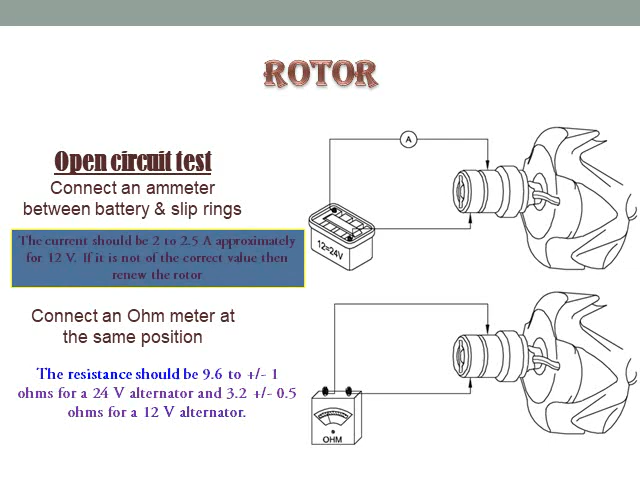 ROTOR
Open circuit test
Connect an ammeter
between battery & slip rings
The current should be 2 to 2.5 A approximately
for 12 V. If it is not of the correct value then
renew the rotor
Connect an Ohm meter at
the same position
The resistance should be 9.6 to +/- 1
ohms for a 24 V alternator and 3.2 +/- 0.5
ohms for a 12 V alternator.
A
12=24V
OHM